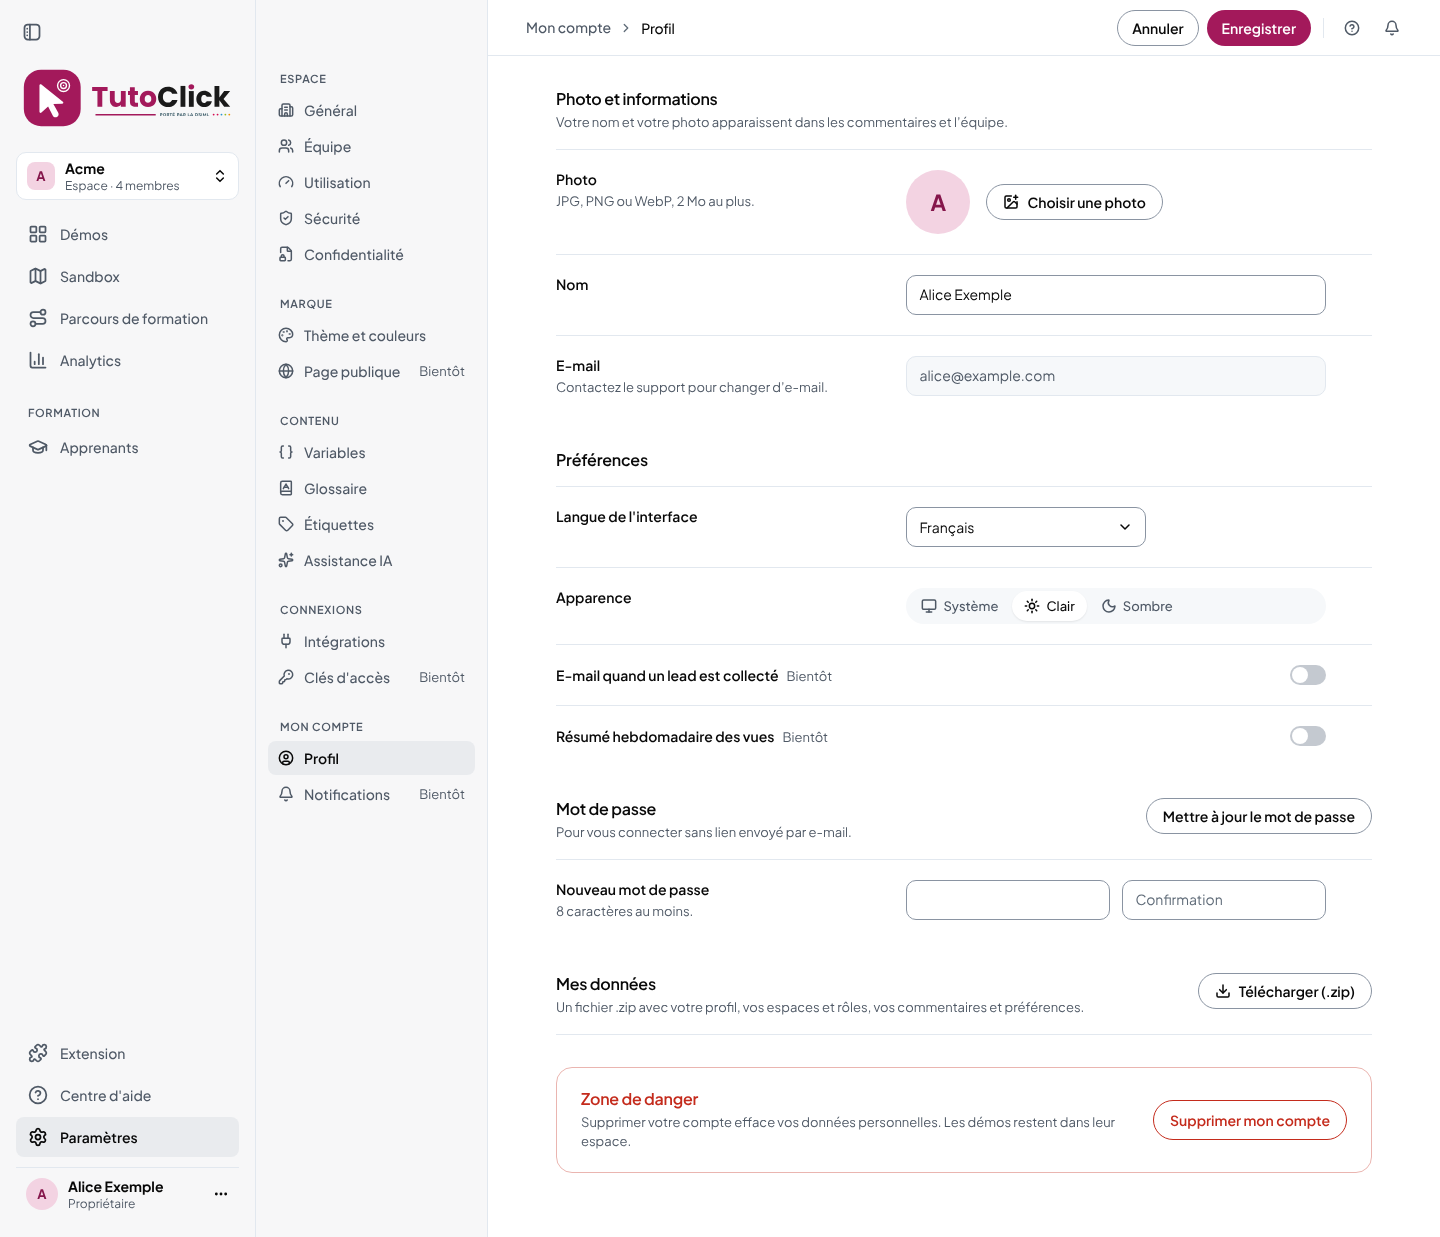 TutoClick
PORTÉ PAR LA DSIML
A
Acme
Espace · 4 membres
Démos
Sandbox
Parcours de formation
Analytics
FORMATION
Apprenants
Extension
Centre d'aide
Paramètres
A
Alice Exemple
Propriétaire
ESPACE
Général
Équipe
Utilisation
Sécurité
Confidentialité
MARQUE
Thème et couleurs
Page publique Bientôt
CONTENU
Variables
Glossaire
Étiquettes
Assistance IA
CONNEXIONS
Intégrations
Clés d'accès Bientôt
MON COMPTE
Profil
Notifications Bientôt
Mon compte > Profil
Annuler
Enregistrer
Photo et informations
Votre nom et votre photo apparaissent dans les commentaires et l'équipe.
Photo
JPG, PNG ou WebP, 2 Mo au plus.
A
Choisir une photo
Nom
Alice Exemple
E-mail
Contactez le support pour changer d'e-mail.
alice@example.com
Préférences
Langue de l'interface
Français
Apparence
Système
Clair
Sombre
E-mail quand un lead est collecté Bientôt
Résumé hebdomadaire des vues Bientôt
Mot de passe
Pour vous connecter sans lien envoyé par e-mail.
Mettre à jour le mot de passe
Nouveau mot de passe
8 caractères au moins.
Confirmation
Mes données
Un fichier .zip avec votre profil, vos espaces et rôles, vos commentaires et préférences.
Télécharger (.zip)
Zone de danger
Supprimer votre compte efface vos données personnelles. Les démos restent dans leur
espace.
Supprimer mon compte